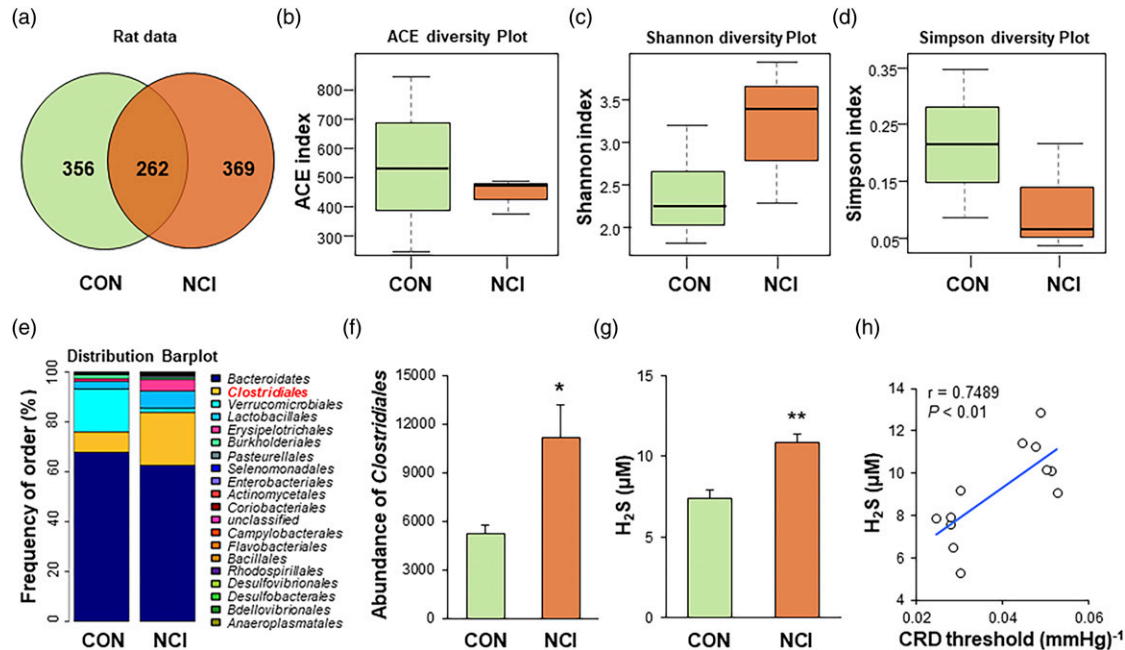 (a)
Rat data
356
262
369
CON
NCI
(b)
ACE diversity Plot
ACE index
800
700
600
500
400
300
CON
NCI
(c)
Shannon diversity Plot
Shannon index
3.5
3.0
2.5
2.0
CON
NCI
(d)
Simpson diversity Plot
Simpson index
0.35
0.25
0.15
0.05
CON
NCI
(e)
Distribution Barplot
Frequency of order (%)
100
80
60
40
20
0
CON
NCI
Bacteroidates
Clostridiales
Verrucomicrobiales
Lactobacillales
Erysipelotrichales
Burkholderiales
Pasteurellales
Selenomonadales
Enterobacteriales
Actinomycetales
Coriobacteriales
unclassified
Campylobacterales
Flavobacteriales
Bacillales
Rhodospirillales
Desulfovibrionales
Desulfobacterales
Bdellovibrionales
Anaeroplasmatales
(f)
Abundance of Clostridiales
15000
12000
9000
6000
3000
0
*
CON
NCI
(g)
H₂S (μM)
15
10
5
0
**
CON
NCI
(h)
r = 0.7489
P < 0.01
H₂S (μM)
14
12
10
8
6
4
0.02
0.04
0.06
CRD threshold (mmHg)⁻¹